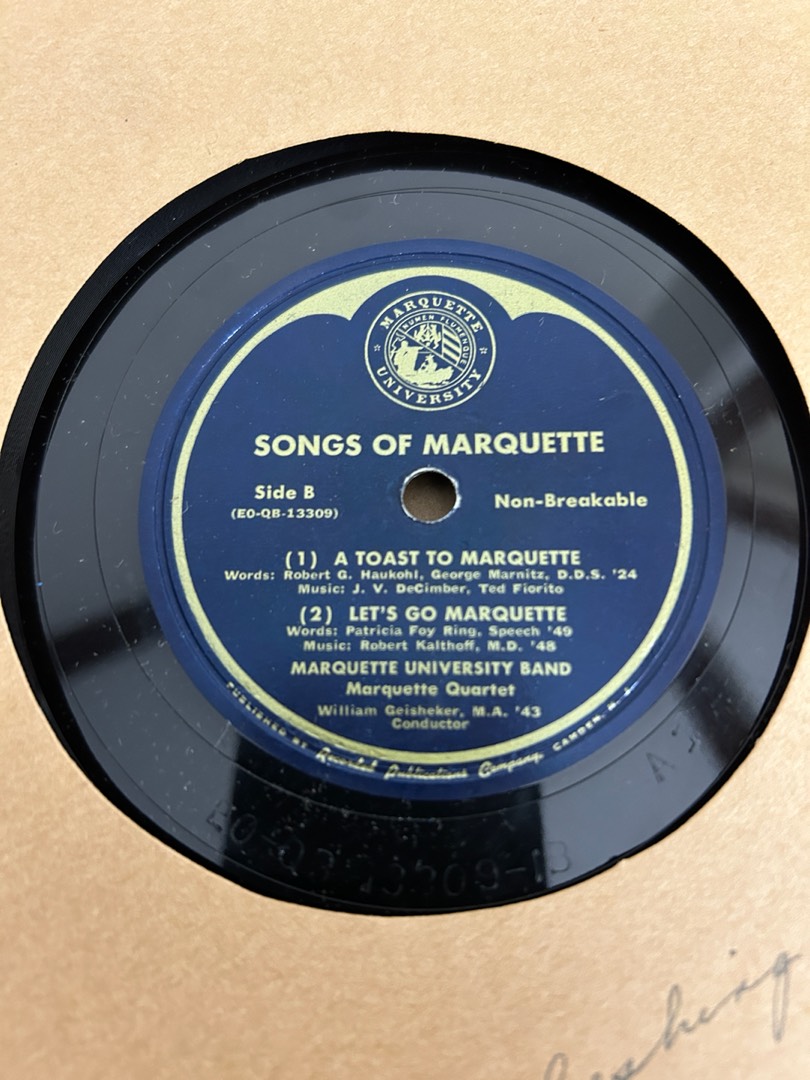 MARQUETTE
NUMEN FLUMENQUE
UNIVERSITY
SONGS OF MARQUETTE
Side B
(E0-QB-13309)
Non-Breakable
(1) A TOAST TO MARQUETTE
Words: Robert G. Haukohl, George Marnitz, D.D.S. '24
Music: J. V. DeCimber, Ted Fiorito
(2) LET'S GO MARQUETTE
Words: Patricia Foy Ring, Speech '49
Music: Robert Kalthoff, M.D. '48
MARQUETTE UNIVERSITY BAND
Marquette Quartet
William Geisheker, M.A. '43
Conductor
PUBLISHED BY Recorded Publications Company, CAMDEN, N. J.